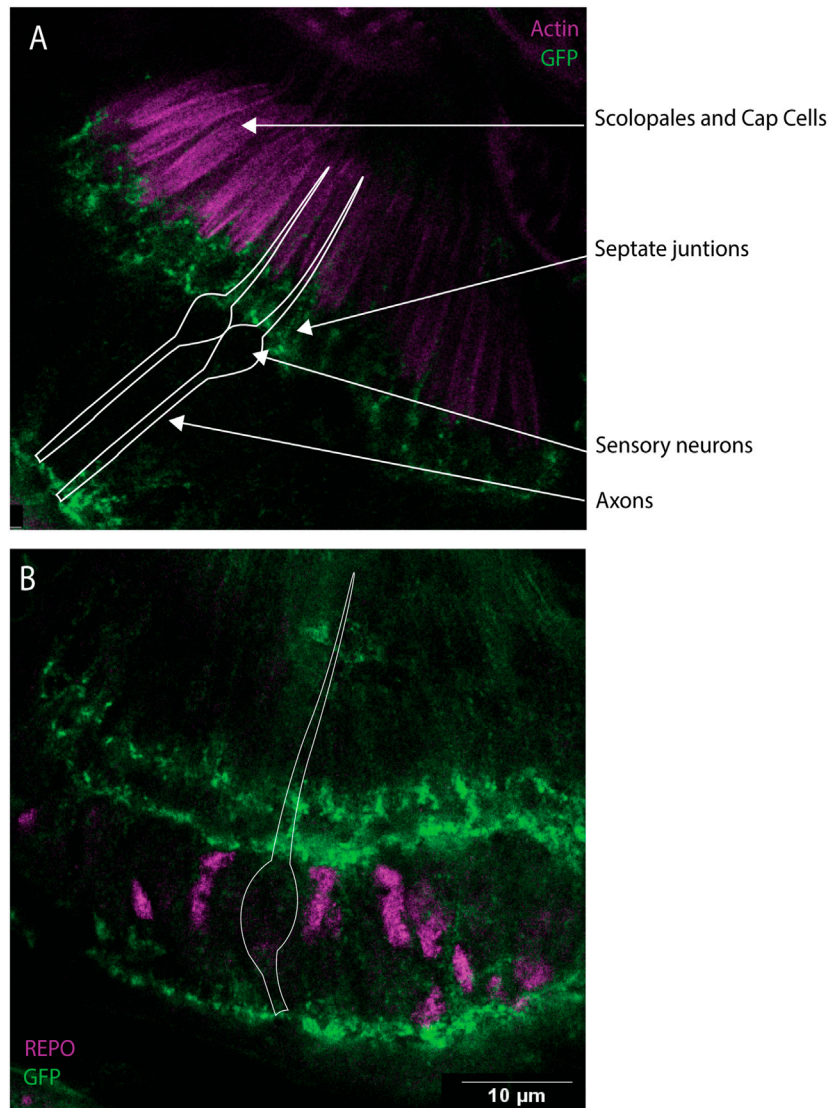 A
Actin
GFP
Scolopales and Cap Cells
Septate juntions
Sensory neurons
Axons
B
REPO
GFP
10 µm